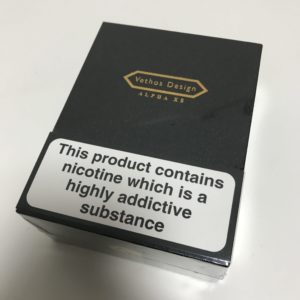 Vethos Design
ALPHA XS
This product contains
nicotine which is a
highly addictive
substance